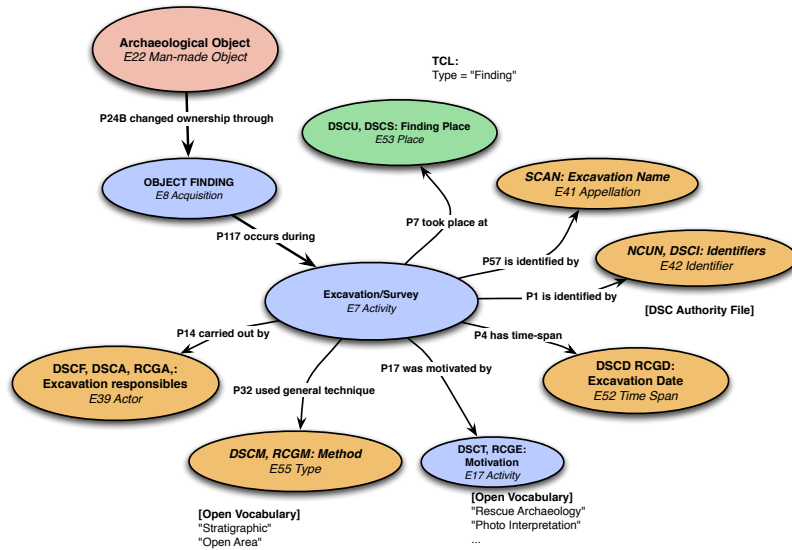 Archaeological Object
E22 Man-made Object
TCL:
Type = "Finding"
P24B changed ownership through
DSCU, DSCS: Finding Place
E53 Place
OBJECT FINDING
E8 Acquisition
SCAN: Excavation Name
E41 Appellation
P7 took place at
P117 occurs during
NCUN, DSCI: Identifiers
E42 Identifier
P57 is identified by
Excavation/Survey
E7 Activity
P1 is identified by
[DSC Authority File]
P14 carried out by
P4 has time-span
DSCF, DSCA, RCGA,:
Excavation responsibles
E39 Actor
P17 was motivated by
DSCD RCGD:
Excavation Date
E52 Time Span
P32 used general technique
DSCM, RCGM: Method
E55 Type
DSCT, RCGE:
Motivation
E17 Activity
[Open Vocabulary]
"Stratigraphic"
"Open Area"
[Open Vocabulary]
"Rescue Archaeology"
"Photo Interpretation"
...